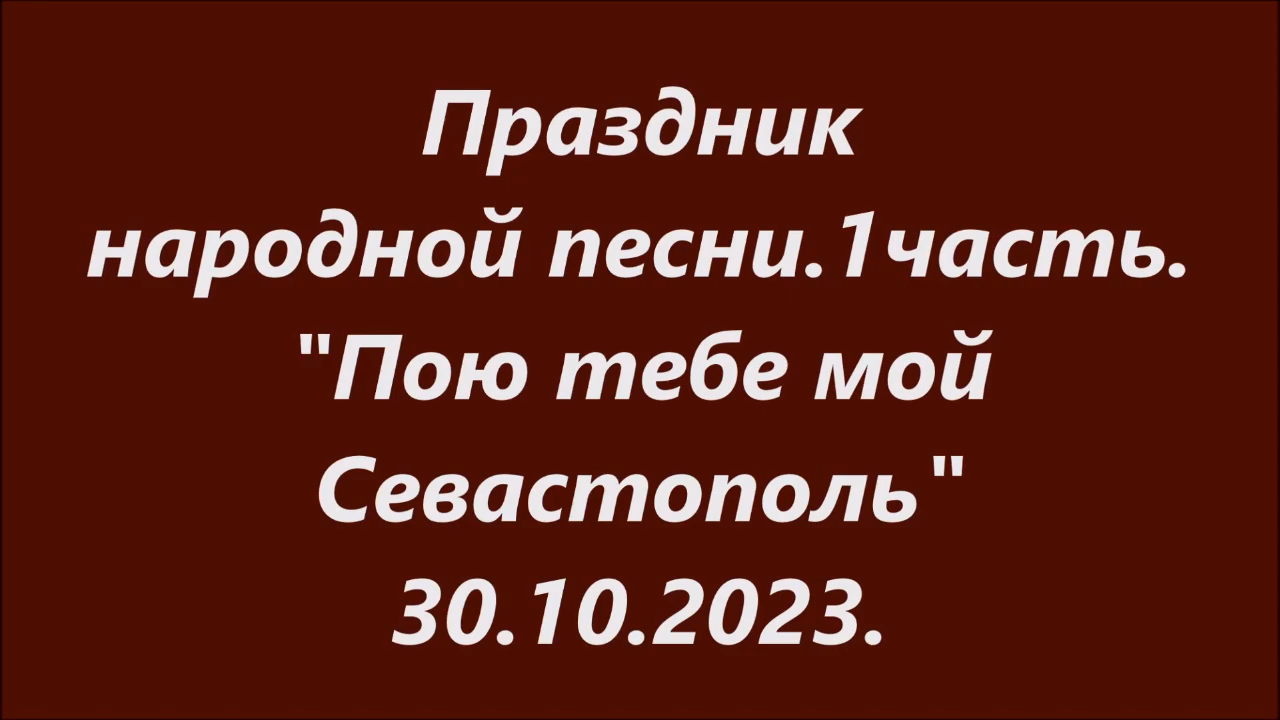 Праздник
народной песни.1часть.
"Пою тебе мой
Севастополь"
30.10.2023.